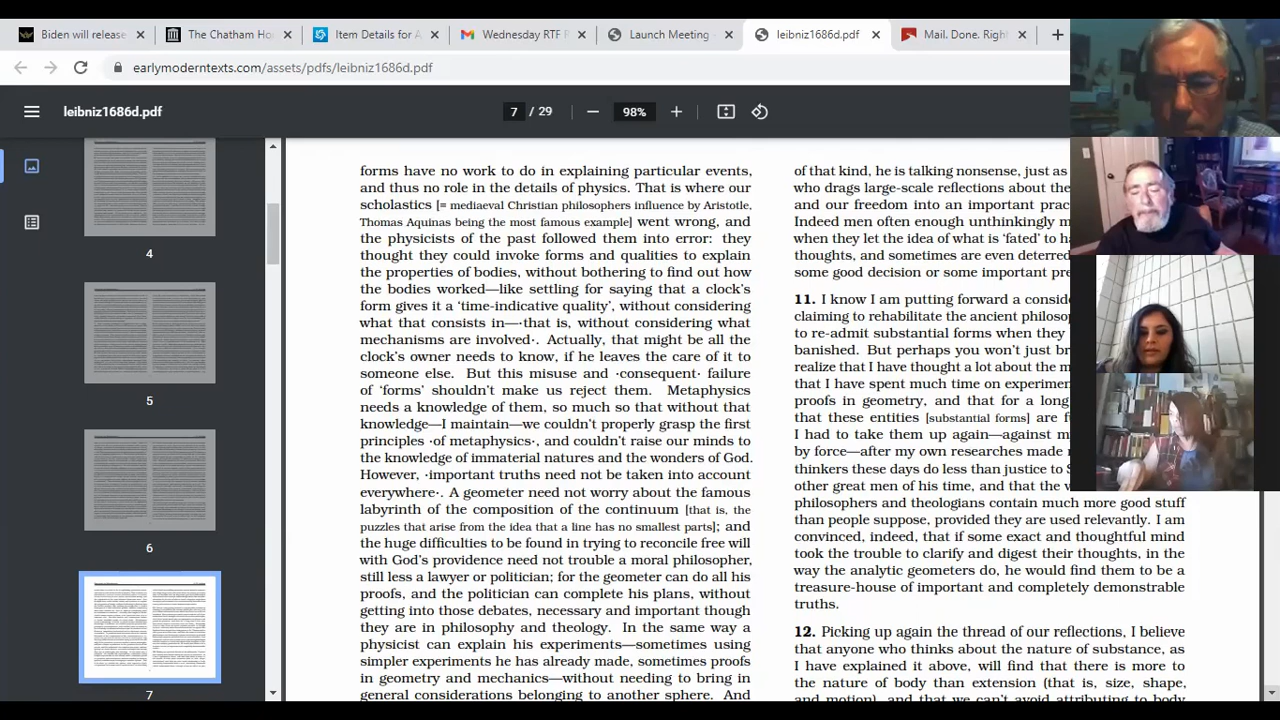 Biden will release
The Chatham Ho
Item Details for A
Wednesday RTF R
Launch Meeting -
leibniz1686d.pdf
Mail. Done. Righ
earlymoderntexts.com/assets/pdfs/leibniz1686d.pdf
leibniz1686d.pdf
7 / 29
98%
4
5
6
7
forms have no work to do in explaining particular events,
and thus no role in the details of physics. That is where our
scholastics [= mediaeval Christian philosophers influence by Aristotle,
Thomas Aquinas being the most famous example] went wrong, and
the physicists of the past followed them into error: they
thought they could invoke forms and qualities to explain
the properties of bodies, without bothering to find out how
the bodies worked—like settling for saying that a clock's
form gives it a 'time-indicative quality', without considering
what that consists in—·that is, without considering what
mechanisms are involved·. Actually, that might be all the
clock's owner needs to know, if he leaves the care of it to
someone else. But this misuse and ·consequent· failure
of 'forms' shouldn't make us reject them. Metaphysics
needs a knowledge of them, so much so that without that
knowledge—I maintain—we couldn't properly grasp the first
principles ·of metaphysics·, and couldn't raise our minds to
the knowledge of immaterial natures and the wonders of God.
However, ·important truths need not be taken into account
everywhere·. A geometer need not worry about the famous
labyrinth of the composition of the continuum [that is, the
puzzles that arise from the idea that a line has no smallest parts]; and
the huge difficulties to be found in trying to reconcile free will
with God's providence need not trouble a moral philosopher,
still less a lawyer or politician; for the geometer can do all his
proofs, and the politician can complete his plans, without
getting into those debates, necessary and important though
they are in philosophy and theology. In the same way a
physicist can explain his experiments—sometimes using
simpler experiments he has already made, sometimes proofs
in geometry and mechanics—without needing to bring in
general considerations belonging to another sphere. And
of that kind, he is talking nonsense, just as
who drags large-scale reflections about the
and our freedom into an important prac
Indeed men often enough unthinkingly m
when they let the idea of what is 'fated' to h
thoughts, and sometimes are even deterred
some good decision or some important pre
11. I know I am putting forward a consid
claiming to rehabilitate the ancient philosop
to re-admit substantial forms when they
banished. But perhaps you won't just br
realize that I have thought a lot about the m
that I have spent much time on experimen
proofs in geometry, and that for a long
that these entities [substantial forms] are f
I had to take them up again—against m
by force—after my own researches made
thinkers these days do less than justice to S
other great men of his time, and that the v
philosophers and theologians contain much more good stuff
than people suppose, provided they are used relevantly. I am
convinced, indeed, that if some exact and thoughtful mind
took the trouble to clarify and digest their thoughts, in the
way the analytic geometers do, he would find them to be a
treasure-house of important and completely demonstrable
truths.
12. Picking up again the thread of our reflections, I believe
that anyone who thinks about the nature of substance, as
I have explained it above, will find that there is more to
the nature of body than extension (that is, size, shape,
and motion), and that we can't avoid attributing to body